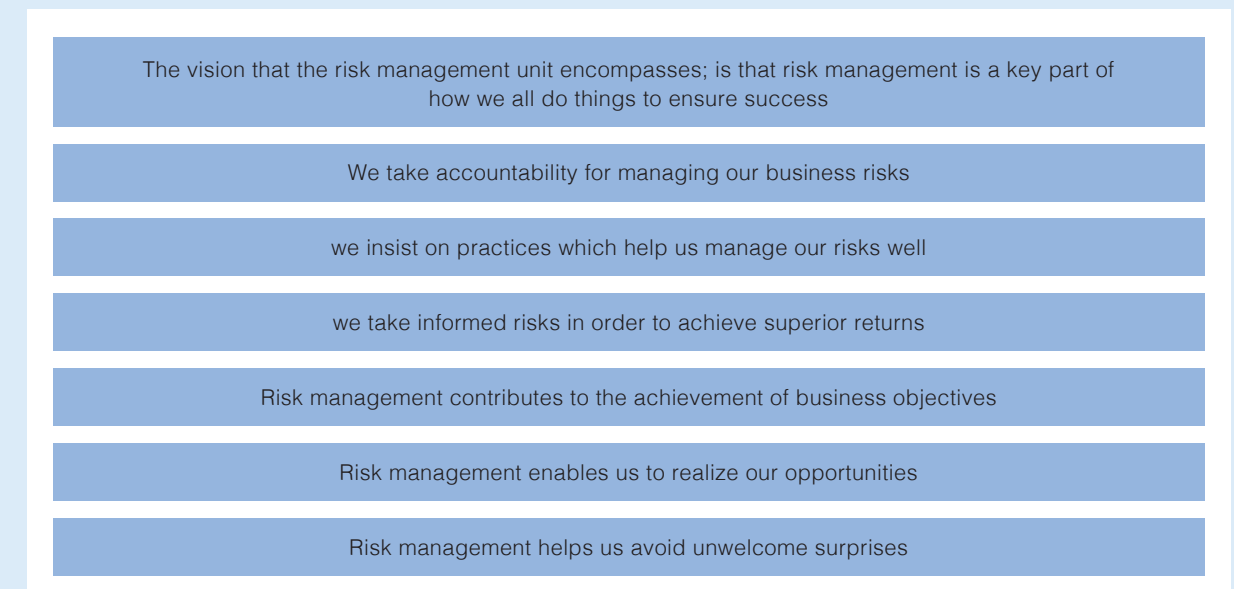 The vision that the risk management unit encompasses; is that risk management is a key part of
how we all do things to ensure success
We take accountability for managing our business risks
we insist on practices which help us manage our risks well
we take informed risks in order to achieve superior returns
Risk management contributes to the achievement of business objectives
Risk management enables us to realize our opportunities
Risk management helps us avoid unwelcome surprises